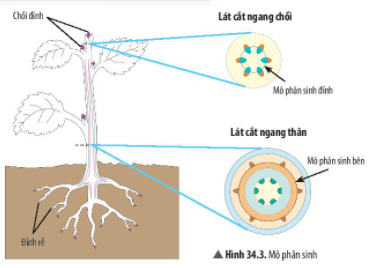 Chồi đỉnh
Lát cắt ngang chồi
Mô phân sinh đỉnh
Lát cắt ngang thân
Mô phân sinh bên
Đỉnh rễ
▲ Hình 34.3. Mô phân sinh